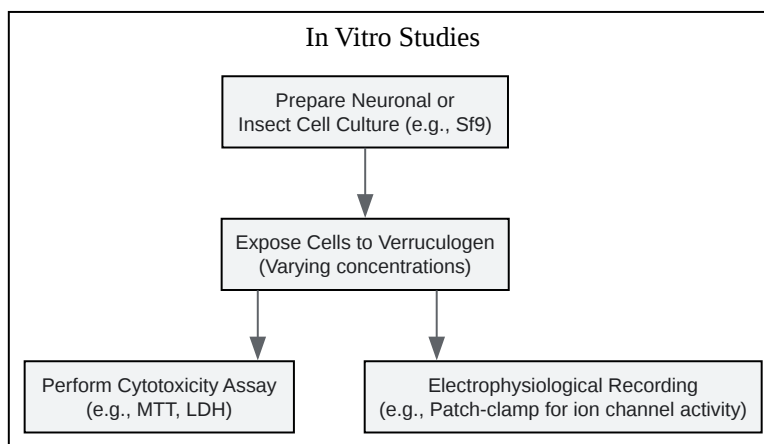 In Vitro Studies
Prepare Neuronal or
Insect Cell Culture (e.g., Sf9)
Expose Cells to Verruculogen
(Varying concentrations)
Perform Cytotoxicity Assay
(e.g., MTT, LDH)
Electrophysiological Recording
(e.g., Patch-clamp for ion channel activity)